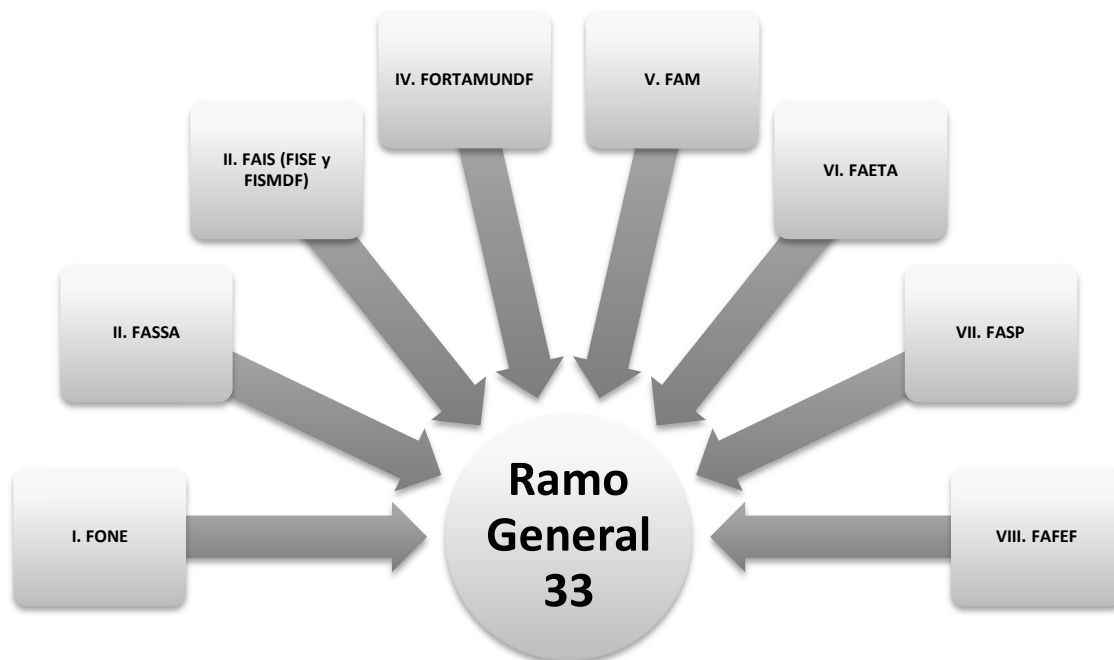 I. FONE
II. FASSA
II. FAIS (FISE y
FISMDF)
IV. FORTAMUNDF
V. FAM
VI. FAETA
VII. FASP
VIII. FAFEF
Ramo
General
33